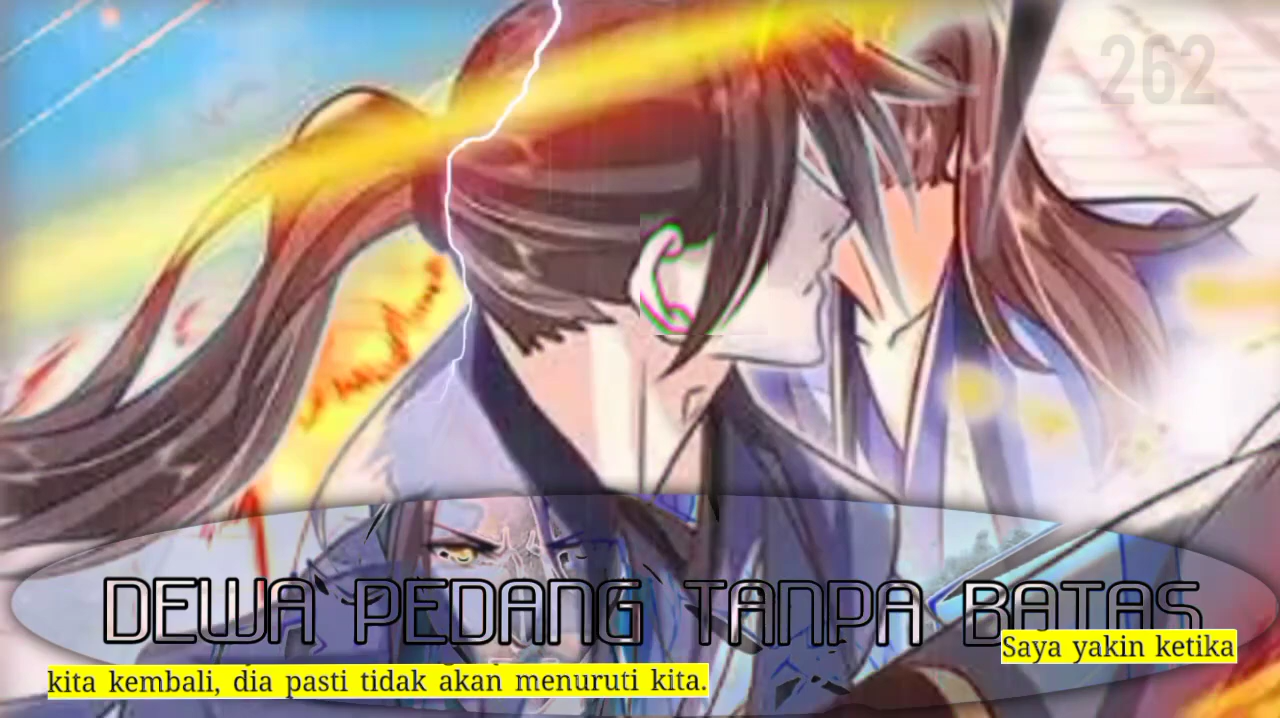 262
DEWA PEDANG TANPA BATAS
Saya yakin ketika
kita kembali, dia pasti tidak akan menuruti kita.